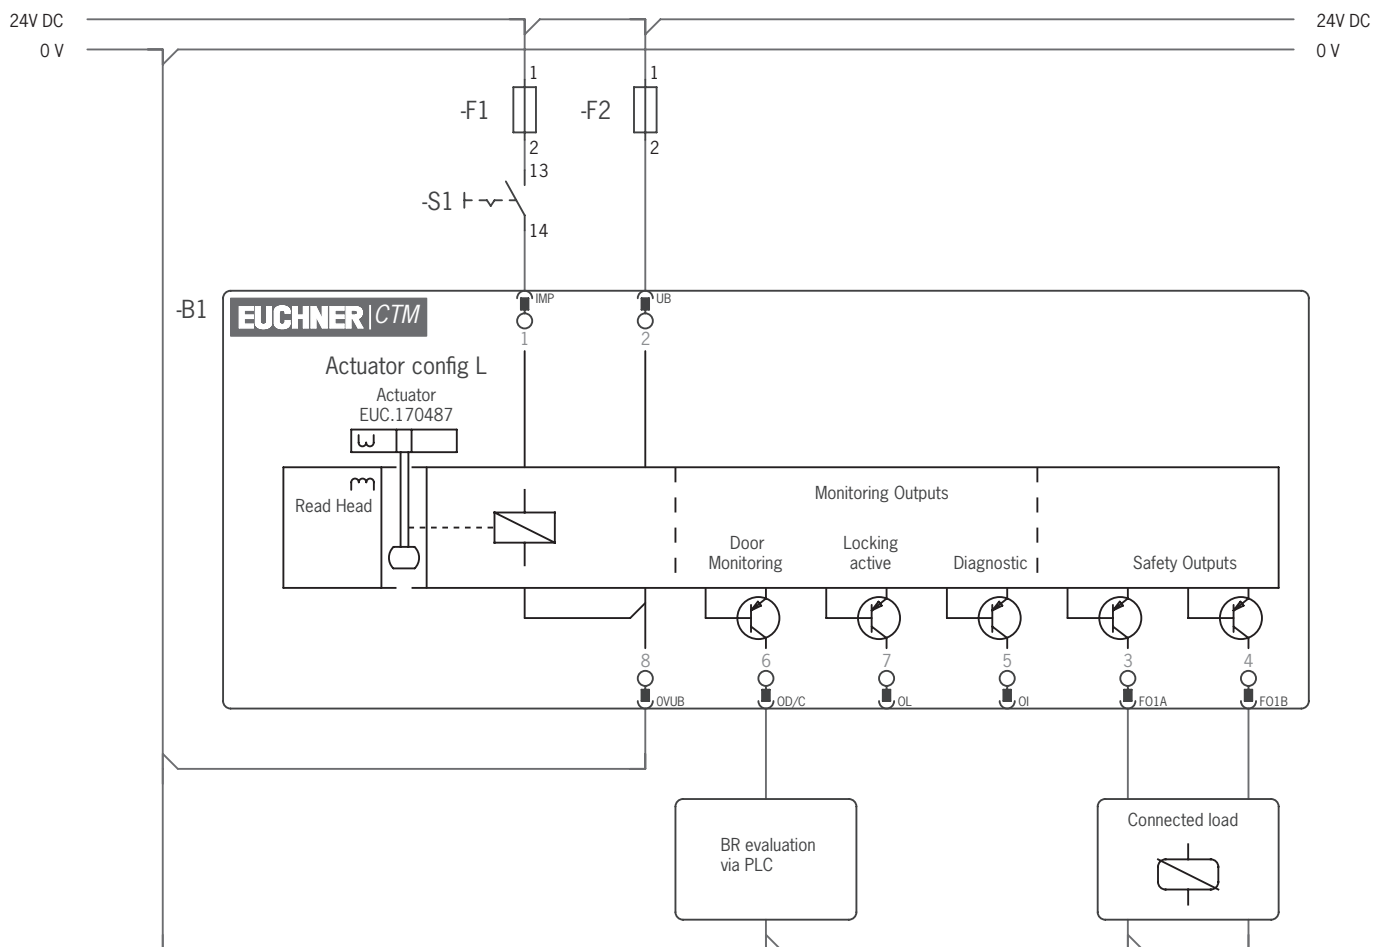 24V DC
24V DC
0 V
0 V
1
1
-F1
-F2
2
2
13
-S1
14
-B1
EUCHNER|CTM
IMP
UB
1
2
Actuator config L
Actuator
EUC.170487
Read Head
Monitoring Outputs
Door
Monitoring
Locking
active
Diagnostic
Safety Outputs
8
6
7
5
3
4
0VUB
OD/C
OL
OI
FO1A
FO1B
BR evaluation
via PLC
Connected load